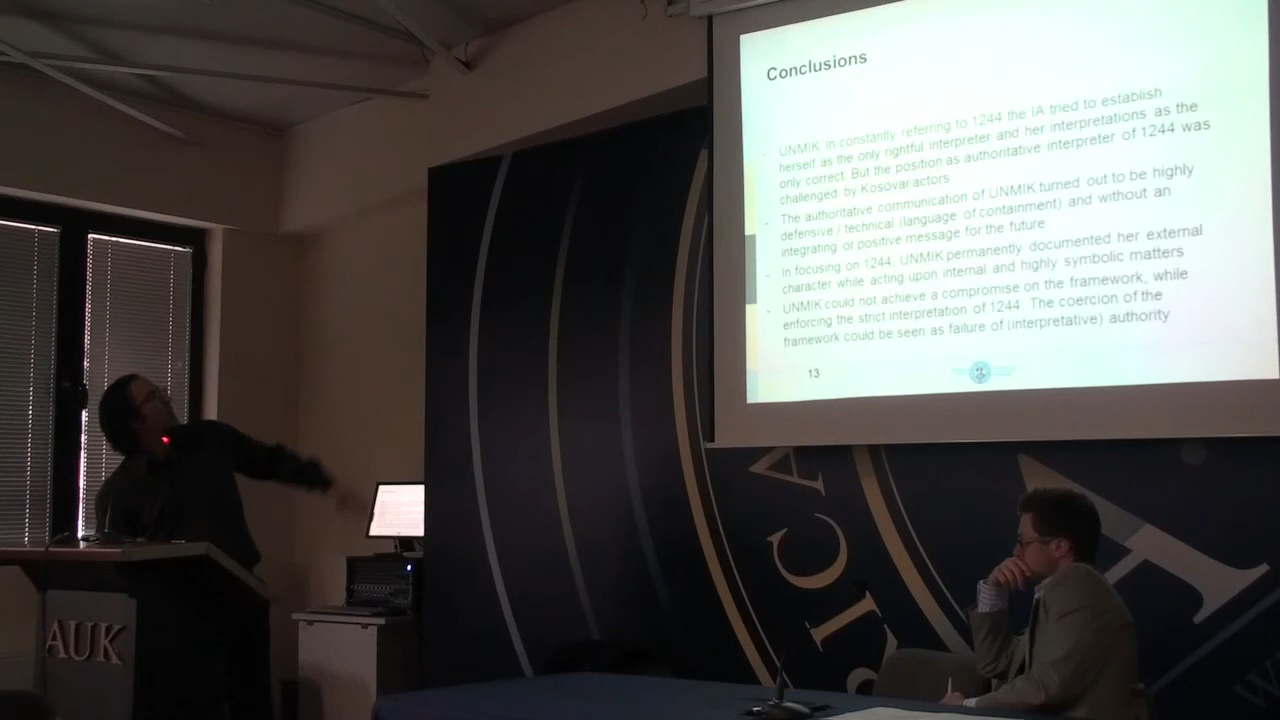 Conclusions
- UNMIK: In constantly referring to 1244 the IA tried to establish
herself as the only rightful interpreter and her interpretations as the
only correct. But the position as authoritative interpreter of 1244 was
challenged by Kosovar actors
- The authoritative communication of UNMIK turned out to be highly
defensive / technical (language of containment) and without an
integrating or positive message for the future
- In focusing on 1244, UNMIK permanently documented her external
character while acting upon internal and highly symbolic matters
- UNMIK could not achieve a compromise on the framework, while
enforcing the strict interpretation of 1244. The coercion of the
framework could be seen as failure of (interpretative) authority
13
AUK
RICA